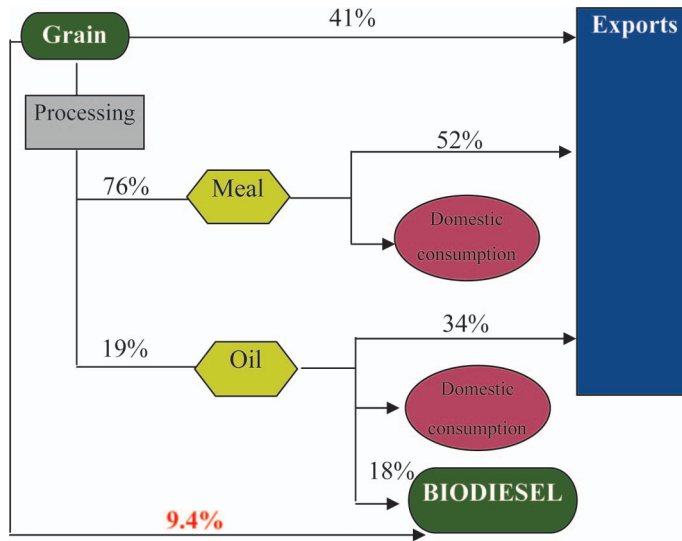 Grain
41%
Exports
Processing
52%
76%
Meal
Domestic
consumption
34%
19%
Oil
Domestic
consumption
18%
BIODIESEL
9.4%